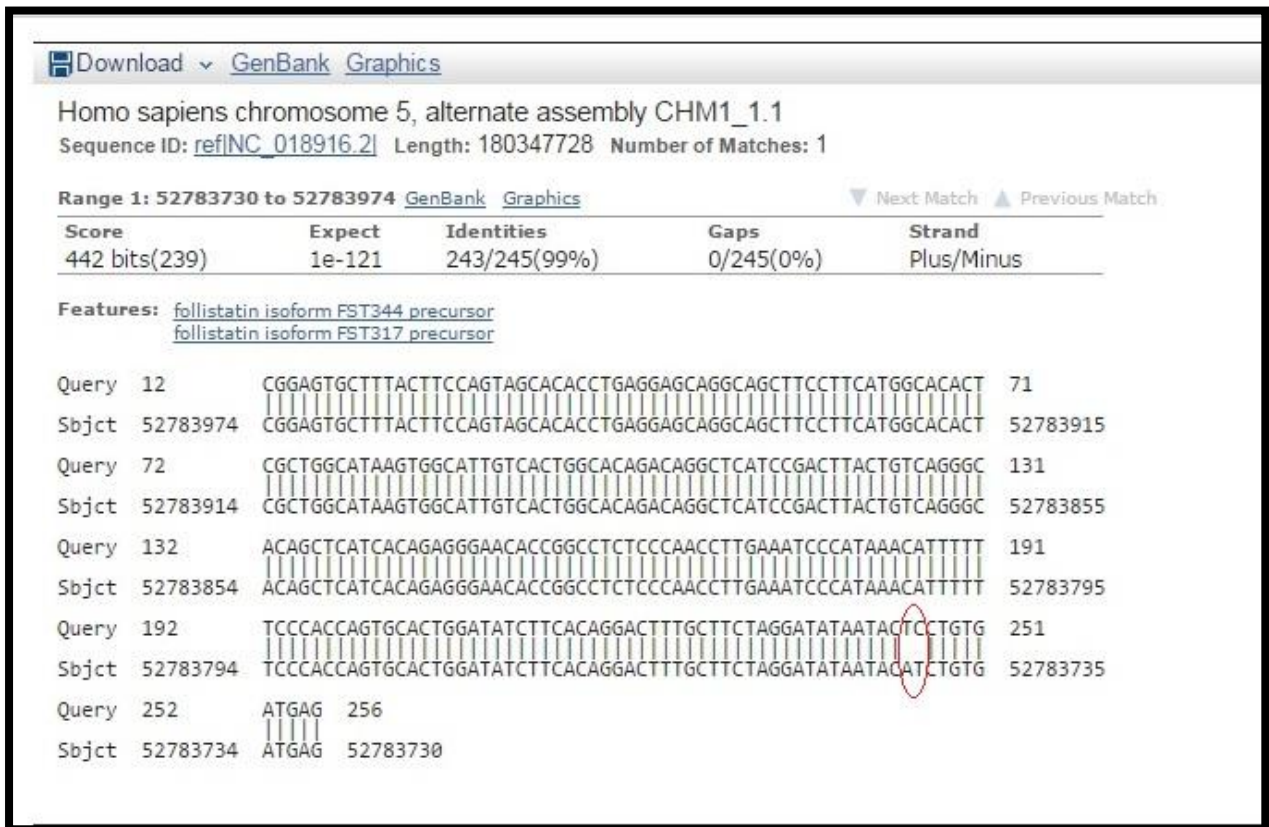 Download GenBank Graphics
Homo sapiens chromosome 5, alternate assembly CHM1_1.1
Sequence ID: ref|NC_018916.2| Length: 180347728 Number of Matches: 1
Range 1: 52783730 to 52783974 GenBank Graphics ▼ Next Match ▲ Previous Match
Score Expect Identities Gaps Strand
442 bits(239) 1e-121 243/245(99%) 0/245(0%) Plus/Minus
Features: follistatin isoform FST344 precursor
follistatin isoform FST317 precursor
Query 12 CGGAGTGCTTTACTTCCAGTAGCACACCTGAGGAGCAGGCAGCTTCCTTCATGGCACACT 71
Sbjct 52783974 CGGAGTGCTTTACTTCCAGTAGCACACCTGAGGAGCAGGCAGCTTCCTTCATGGCACACT 52783915
Query 72 CGCTGGCATAAGTGGCATTGTCACTGGCACAGACAGGCTCATCCGACTTACTGTCAGGGC 131
Sbjct 52783914 CGCTGGCATAAGTGGCATTGTCACTGGCACAGACAGGCTCATCCGACTTACTGTCAGGGC 52783855
Query 132 ACAGCTCATCACAGAGGGAACACCGGCCTCTCCCAACCTTGAAATCCCATAAACATTTTT 191
Sbjct 52783854 ACAGCTCATCACAGAGGGAACACCGGCCTCTCCCAACCTTGAAATCCCATAAACATTTTT 52783795
Query 192 TCCCACCAGTGCACTGGATATCTTCACAGGACTTTGCTTCTAGGATATAATACTCCTGTG 251
Sbjct 52783794 TCCCACCAGTGCACTGGATATCTTCACAGGACTTTGCTTCTAGGATATAATACATCTGTG 52783735
Query 252 ATGAG 256
Sbjct 52783734 ATGAG 52783730